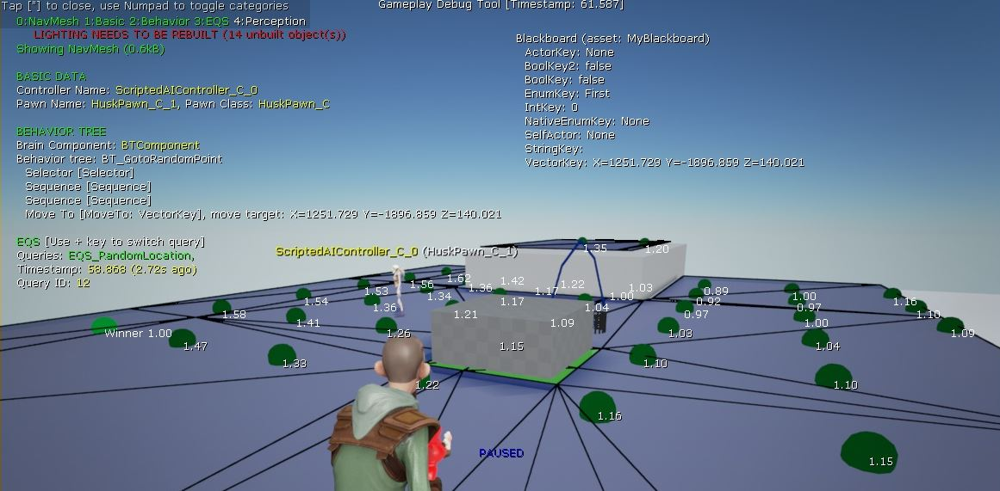 Tap ["] to close, use Numpad to toggle categories
Gameplay Debug Tool [Timestamp: 61.587]
0:NavMesh 1:Basic 2:Behavior 3:EQS 4:Perception
LIGHTING NEEDS TO BE REBUILT (14 unbuilt object(s))
Showing NavMesh (0.6kB)
BASIC DATA
Controller Name: ScriptedAIController_C_0
Pawn Name: HuskPawn_C_1, Pawn Class: HuskPawn_C
BEHAVIOR TREE
Brain Component: BTComponent
Behavior tree: BT_GotoRandomPoint
Selector [Selector]
Sequence [Sequence]
Sequence [Sequence]
Move To [MoveTo: VectorKey], move target: X=1251.729 Y=-1896.859 Z=140.021
EQS [Use + key to switch query]
Queries: EQS_RandomLocation,
Timestamp: 58.868 (2.72s ago)
Query ID: 12
Blackboard (asset: MyBlackboard)
ActorKey: None
BoolKey2: false
BoolKey: false
EnumKey: First
IntKey: 0
NativeEnumKey: None
SelfActor: None
StringKey:
VectorKey: X=1251.729 Y=-1896.859 Z=140.021
ScriptedAIController_C_0 (HuskPawn_C_1)
1.35
1.20
1.62
1.42
1.56
1.22
1.36
1.03
1.53
1.17
0.89
1.34
1.00
1.00
1.54
1.17
0.92
1.16
1.36
1.04
0.97
1.58
1.21
0.97
1.10
1.41
1.09
1.00
Winner 1.00
1.26
1.03
1.09
1.47
1.15
1.04
1.33
1.10
1.22
1.10
1.16
1.15
PAUSED